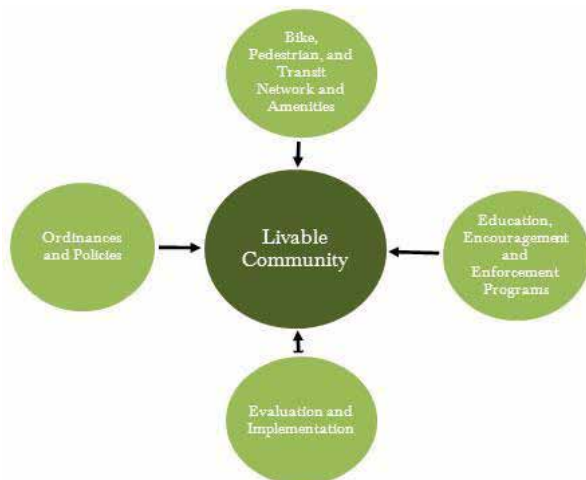 Bike,
Pedestrian, and
Transit
Network and
Amenities
Ordinances
and Policies
Livable
Community
Education,
Encouragement
and
Enforcement
Programs
Evaluation and
Implementation